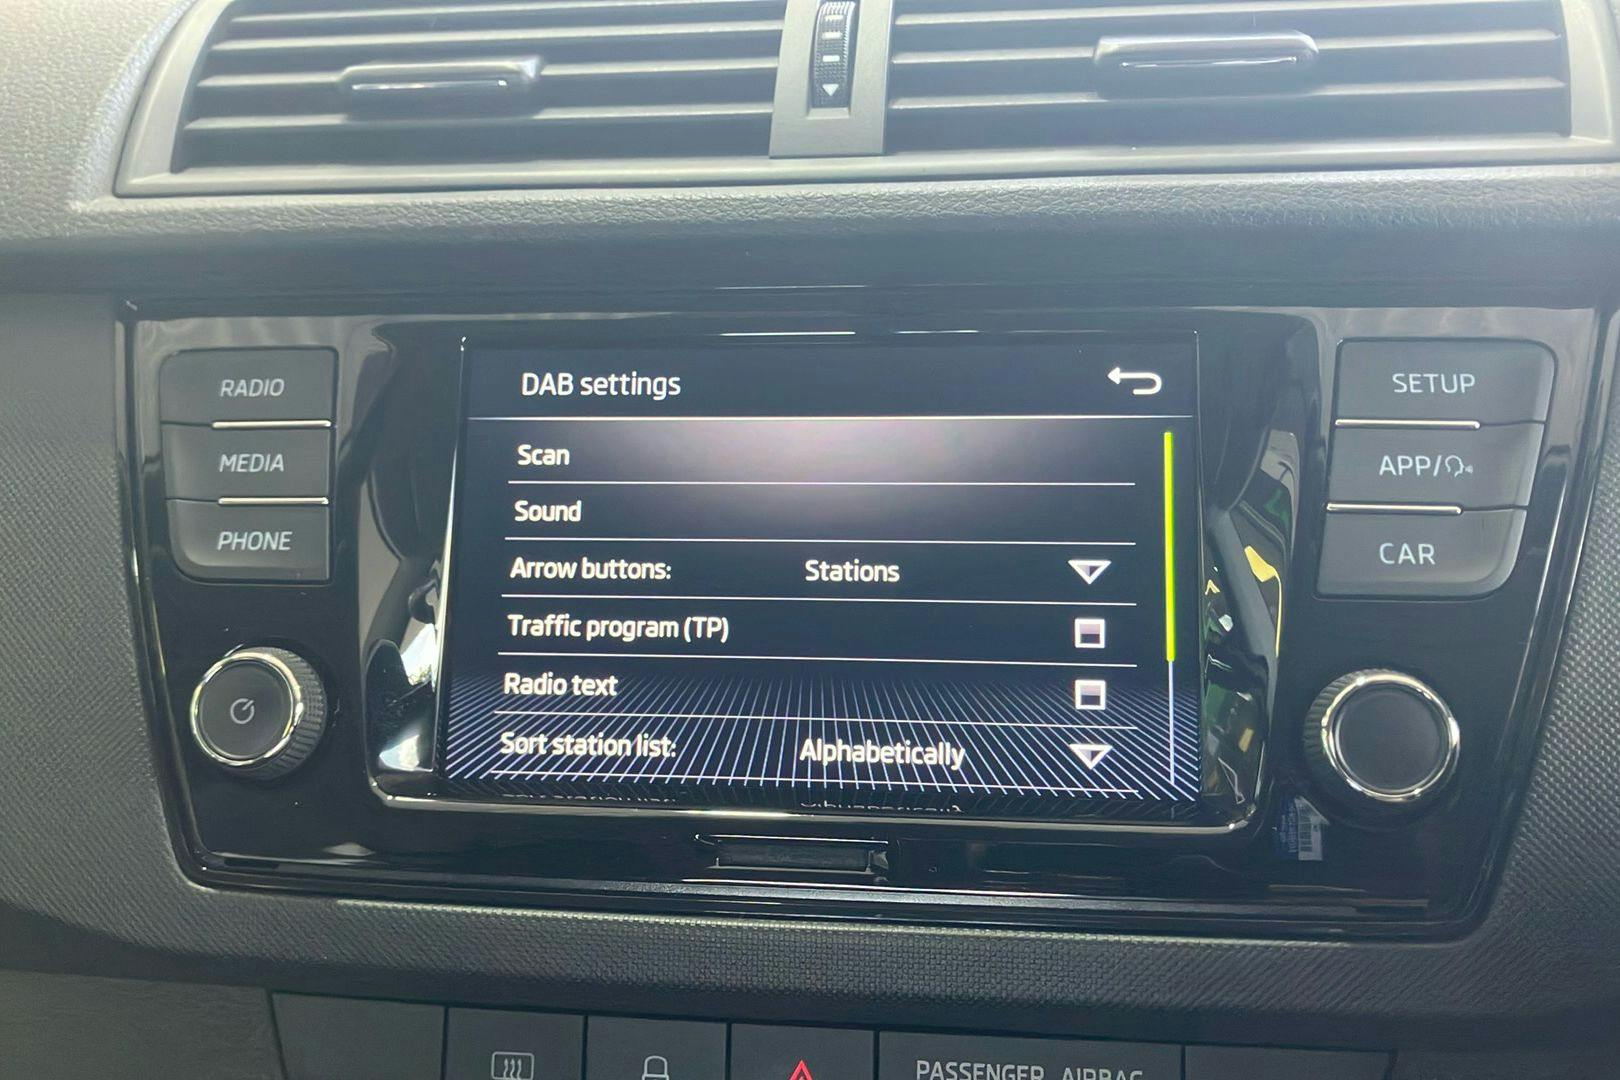 RADIO
MEDIA
PHONE
DAB settings
Scan
Sound
Arrow buttons: Stations
Traffic program (TP)
Radio text
Sort station list: Alphabetically
SETUP
APP/
CAR
PASSENGER AIRBAG